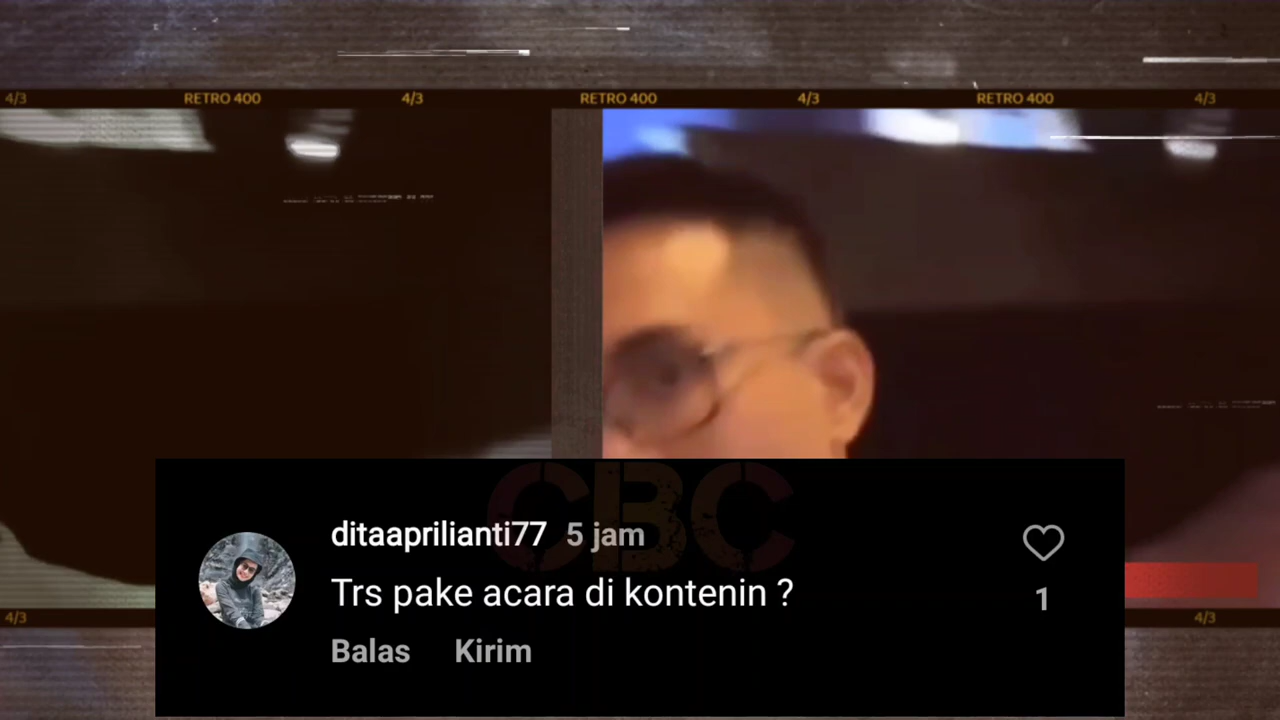 4/3 RETRO 400 4/3 RETRO 400 4/3 RETRO 400 4/3
CBC
ditaaprilianti77 5 jam
Trs pake acara di kontenin ?
1
Balas Kirim
4/3 4/3